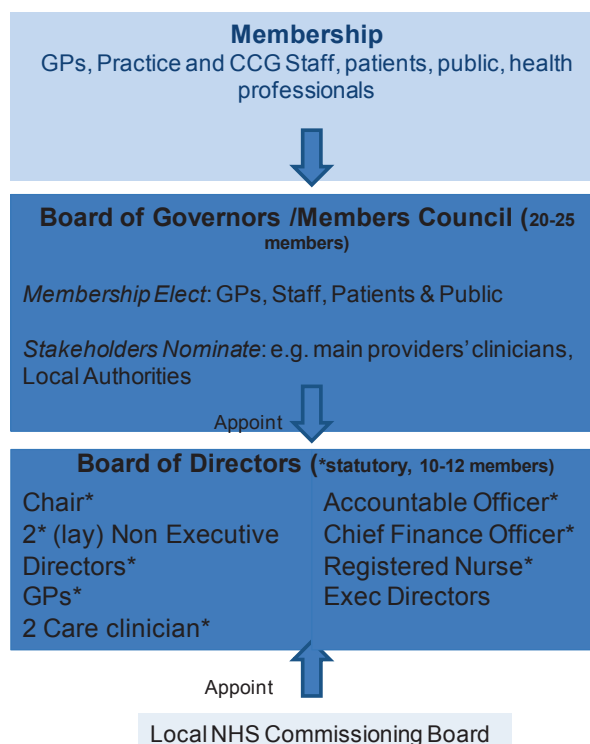 Membership
GPs, Practice and CCG Staff, patients, public, health
professionals
Board of Governors /Members Council (20-25
members)
Membership Elect: GPs, Staff, Patients & Public
Stakeholders Nominate: e.g. main providers' clinicians,
Local Authorities
Appoint
Board of Directors (*statutory, 10-12 members)
Chair*
2* (lay) Non Executive
Directors*
GPs*
2 Care clinician*
Accountable Officer*
Chief Finance Officer*
Registered Nurse*
Exec Directors
Appoint
Local NHS Commissioning Board